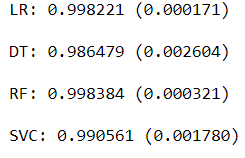 LR: 0.998221 (0.000171)
DT: 0.986479 (0.002604)
RF: 0.998384 (0.000321)
SVC: 0.990561 (0.001780)